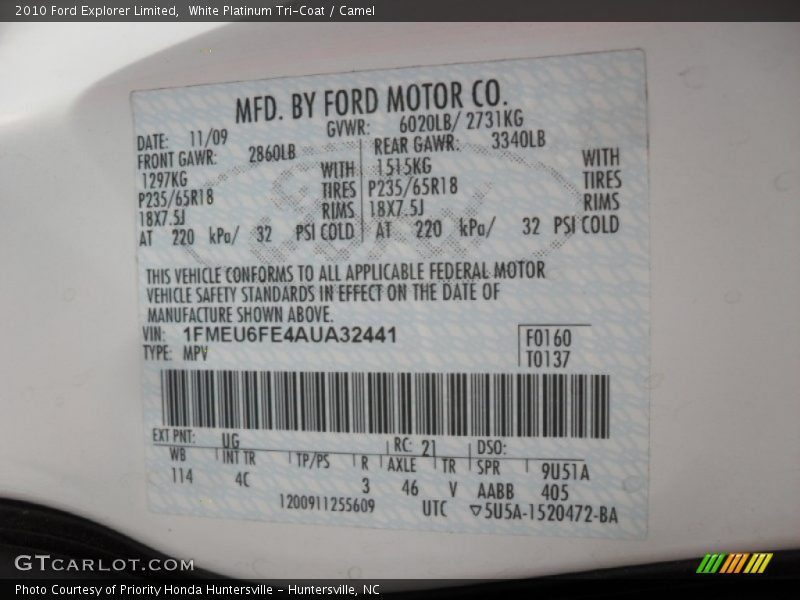 2010 Ford Explorer Limited, White Platinum Tri-Coat / Camel
MFD. BY FORD MOTOR CO.
DATE: 11/09 GVWR: 6020LB/ 2731KG
FRONT GAWR: 2860LB REAR GAWR: 3340LB
1297KG WITH 1515KG WITH
P235/65R18 TIRES P235/65R18 TIRES
18X7.5J RIMS 18X7.5J RIMS
AT 220 kPa/ 32 PSI COLD AT 220 kPa/ 32 PSI COLD
THIS VEHICLE CONFORMS TO ALL APPLICABLE FEDERAL MOTOR
VEHICLE SAFETY STANDARDS IN EFFECT ON THE DATE OF
MANUFACTURE SHOWN ABOVE.
VIN: 1FMEU6FE4AUA32441 F0160
TYPE: MPV T0137
EXT PNT: UG RC: 21 DSO:
WB INT TR TP/PS R AXLE TR SPR 9U51A
114 4C 3 46 V AABB 405
1200911255609 UTC ▽5U5A-1520472-BA
GTCARLOT.COM
Photo Courtesy of Priority Honda Huntersville - Huntersville, NC